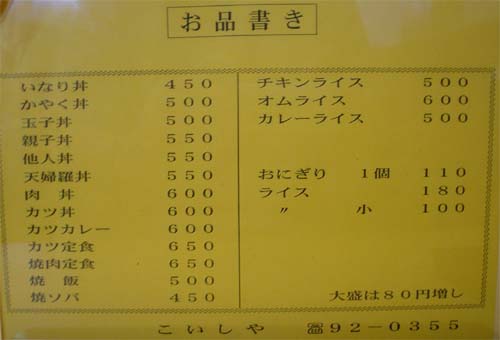 お品書き
いなり丼 450
かやく丼 500
玉子丼 500
親子丼 550
他人丼 550
天婦羅丼 550
肉 丼 600
カツ丼 600
カツカレー 600
カツ定食 650
焼肉定食 650
焼 飯 500
焼ソバ 450
チキンライス 500
オムライス 600
カレーライス 500
おにぎり 1個 110
ライス 180
〃 小 100
大盛は80円増し
こいしや ☎92-0355